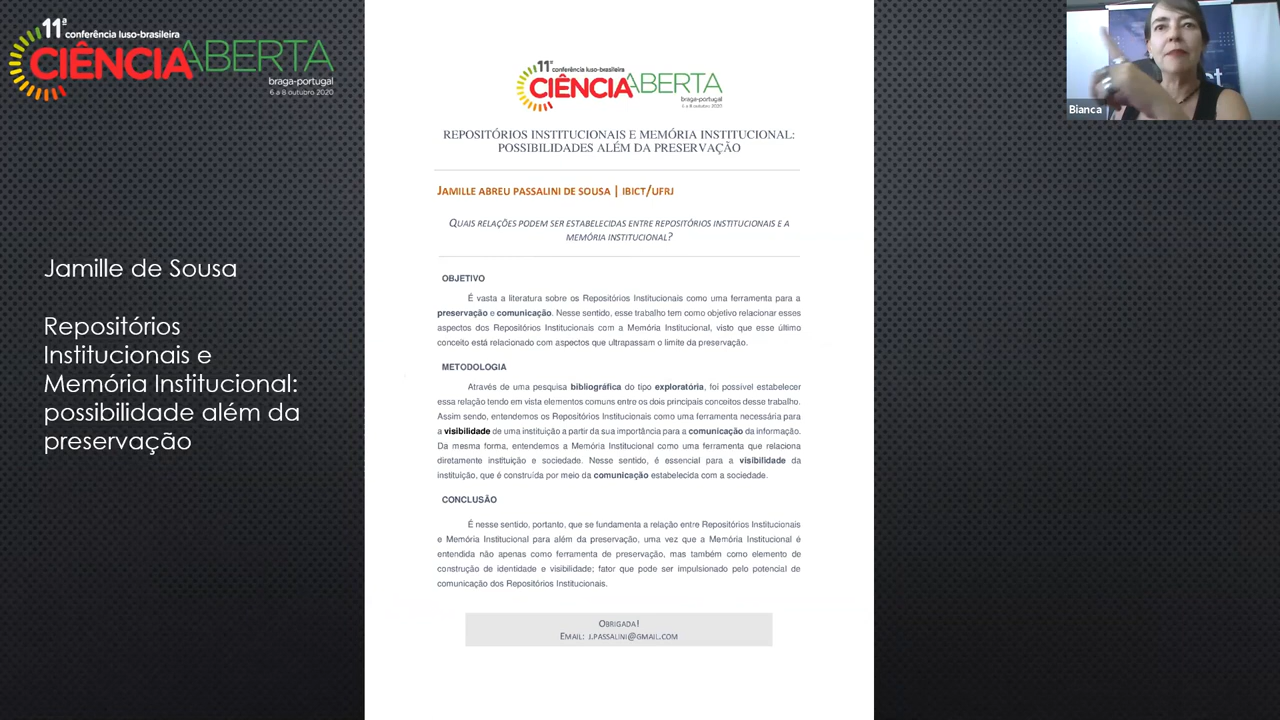 11ª
conferência luso-brasileira
CIÊNCIAABERTA
braga-portugal
6 a 8 outubro 2020
Jamille de Sousa
Repositórios
Institucionais e
Memória Institucional:
possibilidade além da
preservação
11ª
conferência luso-brasileira
CIÊNCIAABERTA
braga-portugal
6 a 8 outubro 2020
REPOSITÓRIOS INSTITUCIONAIS E MEMÓRIA INSTITUCIONAL:
POSSIBILIDADES ALÉM DA PRESERVAÇÃO
JAMILLE ABREU PASSALINI DE SOUSA | IBICT/UFRJ
QUAIS RELAÇÕES PODEM SER ESTABELECIDAS ENTRE REPOSITÓRIOS INSTITUCIONAIS E A
MEMÓRIA INSTITUCIONAL?
OBJETIVO
É vasta a literatura sobre os Repositórios Institucionais como uma ferramenta para a
preservação e comunicação. Nesse sentido, esse trabalho tem como objetivo relacionar esses
aspectos dos Repositórios Institucionais com a Memória Institucional, visto que esse último
conceito está relacionado com aspectos que ultrapassam o limite da preservação.
METODOLOGIA
Através de uma pesquisa bibliográfica do tipo exploratória, foi possível estabelecer
essa relação tendo em vista elementos comuns entre os dois principais conceitos desse trabalho.
Assim sendo, entendemos os Repositórios Institucionais como uma ferramenta necessária para
a visibilidade de uma instituição a partir da sua importância para a comunicação da informação.
Da mesma forma, entendemos a Memória Institucional como uma ferramenta que relaciona
diretamente instituição e sociedade. Nesse sentido, é essencial para a visibilidade da
instituição, que é construída por meio da comunicação estabelecida com a sociedade.
CONCLUSÃO
É nesse sentido, portanto, que se fundamenta a relação entre Repositórios Institucionais
e Memória Institucional para além da preservação, uma vez que a Memória Institucional é
entendida não apenas como ferramenta de preservação, mas também como elemento de
construção de identidade e visibilidade; fator que pode ser impulsionado pelo potencial de
comunicação dos Repositórios Institucionais.
OBRIGADA!
EMAIL: J.PASSALINI@GMAIL.COM
Bianca